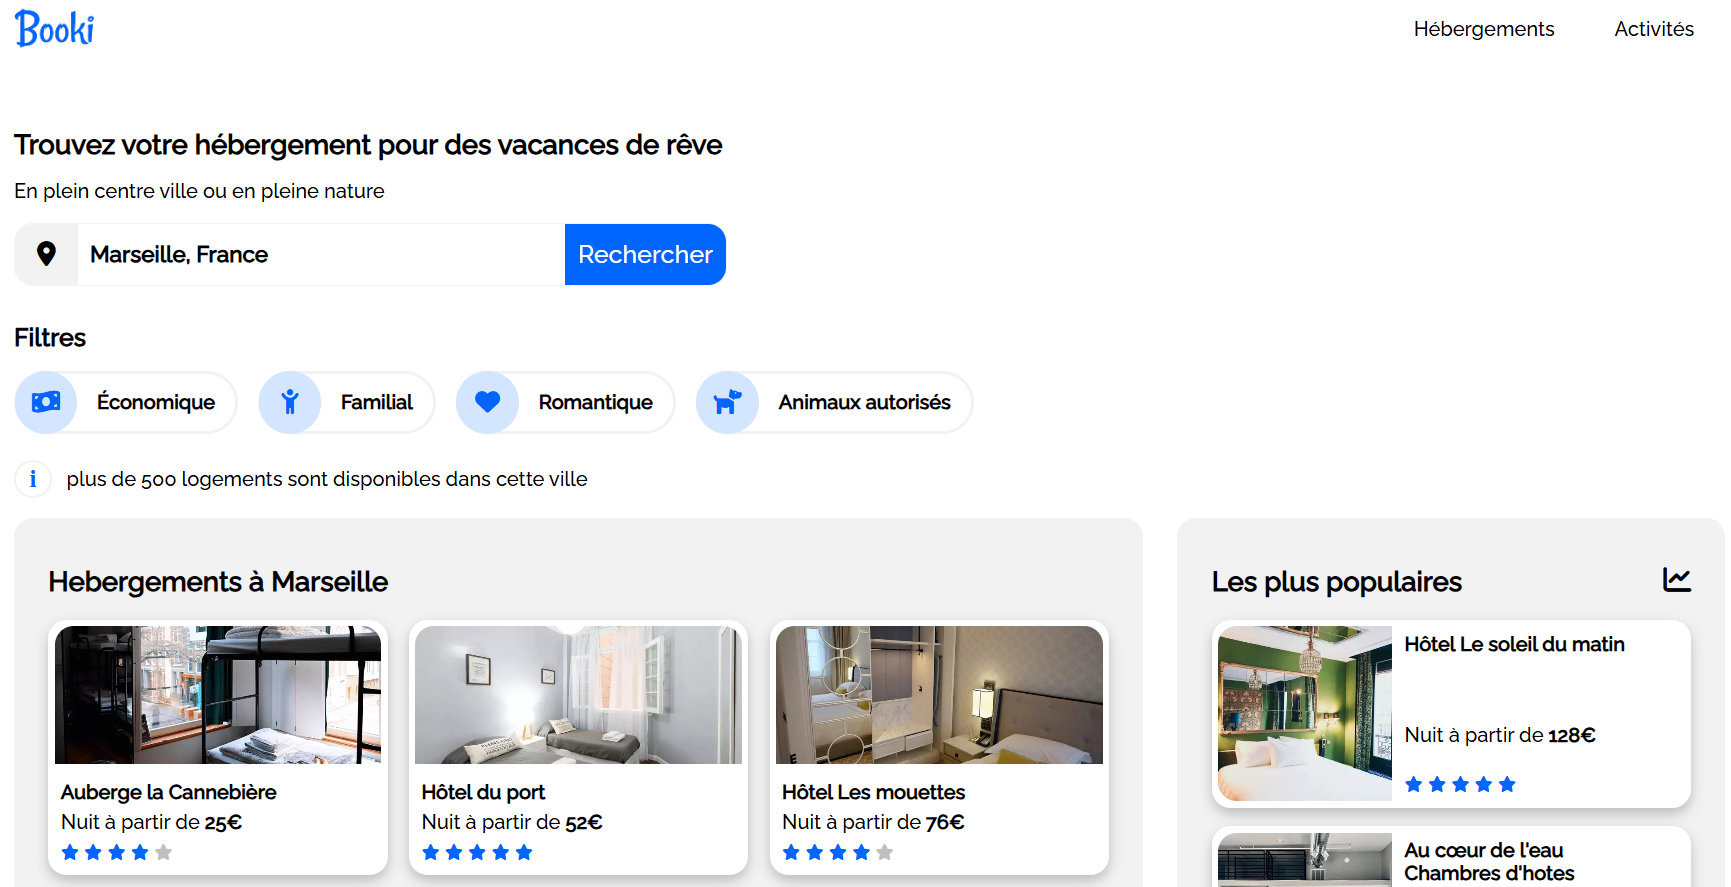 Booki
Hébergements
Activités
Trouvez votre hébergement pour des vacances de rêve
En plein centre ville ou en pleine nature
Marseille, France
Rechercher
Filtres
Économique
Familial
Romantique
Animaux autorisés
i
plus de 500 logements sont disponibles dans cette ville
Hebergements à Marseille
Auberge la Cannebière
Nuit à partir de 25€
Hôtel du port
Nuit à partir de 52€
Hôtel Les mouettes
Nuit à partir de 76€
Les plus populaires
Hôtel Le soleil du matin
Nuit à partir de 128€
Au cœur de l'eau
Chambres d'hotes